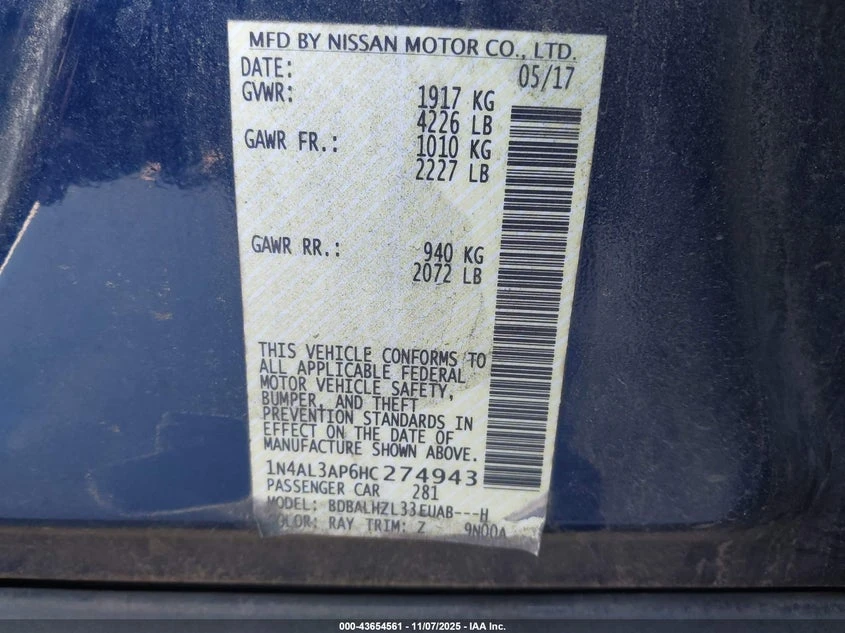 MFD BY NISSAN MOTOR CO., LTD.
DATE: 05/17
GVWR: 1917 KG
4226 LB
GAWR FR.: 1010 KG
2227 LB
GAWR RR.: 940 KG
2072 LB
THIS VEHICLE CONFORMS TO
ALL APPLICABLE FEDERAL
MOTOR VEHICLE SAFETY,
BUMPER, AND THEFT
PREVENTION STANDARDS IN
EFFECT ON THE DATE OF
MANUFACTURE SHOWN ABOVE.
1N4AL3AP6HC274943
PASSENGER CAR 281
MODEL: BDBALHZL33EUAB---H
COLOR: RAY TRIM: Z 9N00A
000-43654561 - 11/07/2025 - IAA Inc.